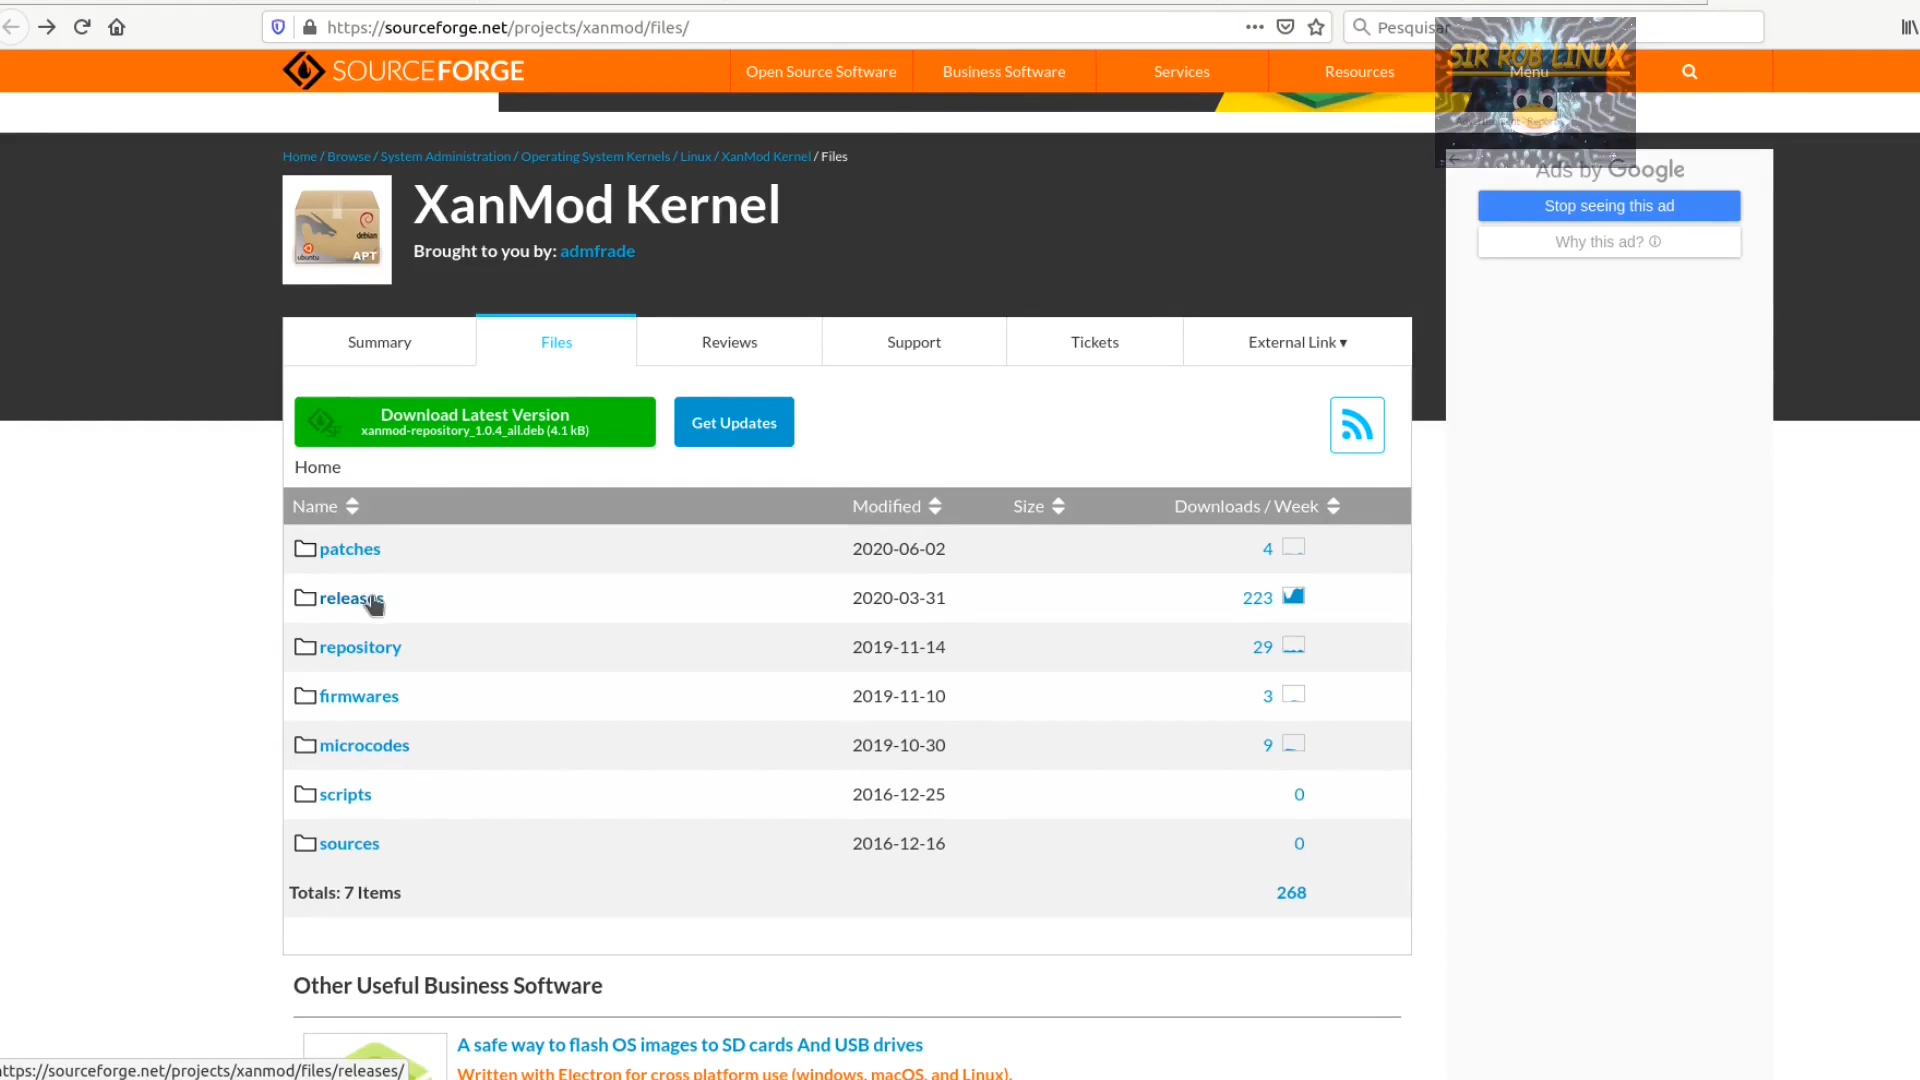 https://sourceforge.net/projects/xanmod/files/
Pesquisar
SOURCEFORGE
Open Source Software
Business Software
Services
Resources
Menu
SIR ROB LINUX
Home / Browse / System Administration / Operating System Kernels / Linux / XanMod Kernel / Files
Ads by Google
Stop seeing this ad
Why this ad?
debian
ubuntu
APT
XanMod Kernel
Brought to you by: admfrade
Summary
Files
Reviews
Support
Tickets
External Link ▾
Download Latest Version
xanmod-repository_1.0.4_all.deb (4.1 kB)
Get Updates
Home
Name Modified Size Downloads / Week
patches 2020-06-02 4
releases 2020-03-31 223
repository 2019-11-14 29
firmwares 2019-11-10 3
microcodes 2019-10-30 9
scripts 2016-12-25 0
sources 2016-12-16 0
Totals: 7 Items 268
Other Useful Business Software
A safe way to flash OS images to SD cards And USB drives
Written with Electron for cross platform use (windows, macOS, and Linux).
ttps://sourceforge.net/projects/xanmod/files/releases/